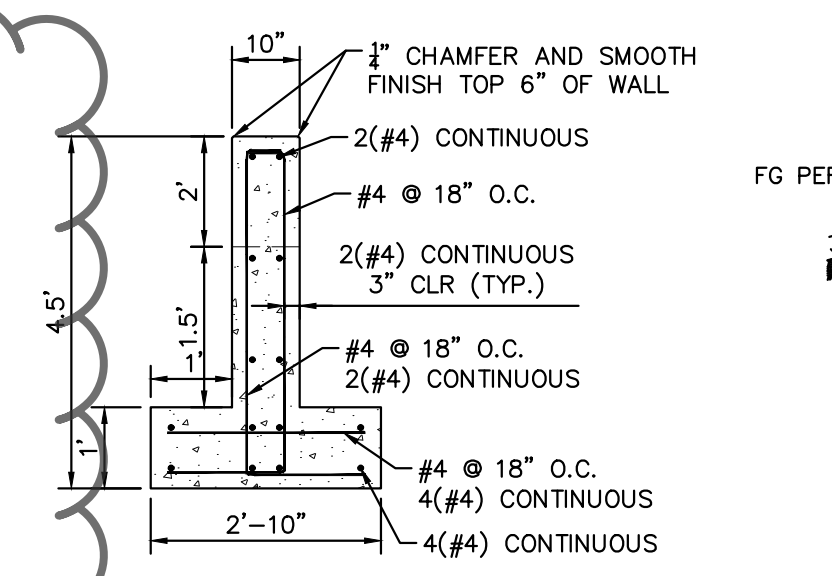 10"
1/4" CHAMFER AND SMOOTH
FINISH TOP 6" OF WALL
2(#4) CONTINUOUS
2'
#4 @ 18" O.C.
FG PER
2(#4) CONTINUOUS
3" CLR (TYP.)
4.5'
1.5'
1'
#4 @ 18" O.C.
2(#4) CONTINUOUS
1'
#4 @ 18" O.C.
4(#4) CONTINUOUS
2'-10"
4(#4) CONTINUOUS